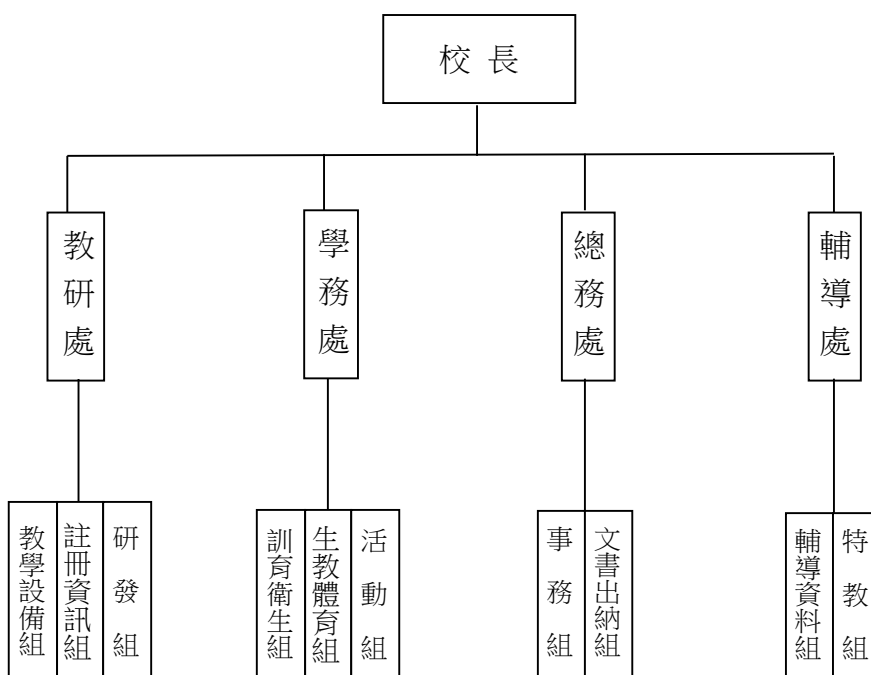 校長
教研處
學務處
總務處
輔導處
教學設備組
註冊資訊組
研發組
訓育衛生組
生教體育組
活動組
事務組
文書出納組
輔導資料組
特教組